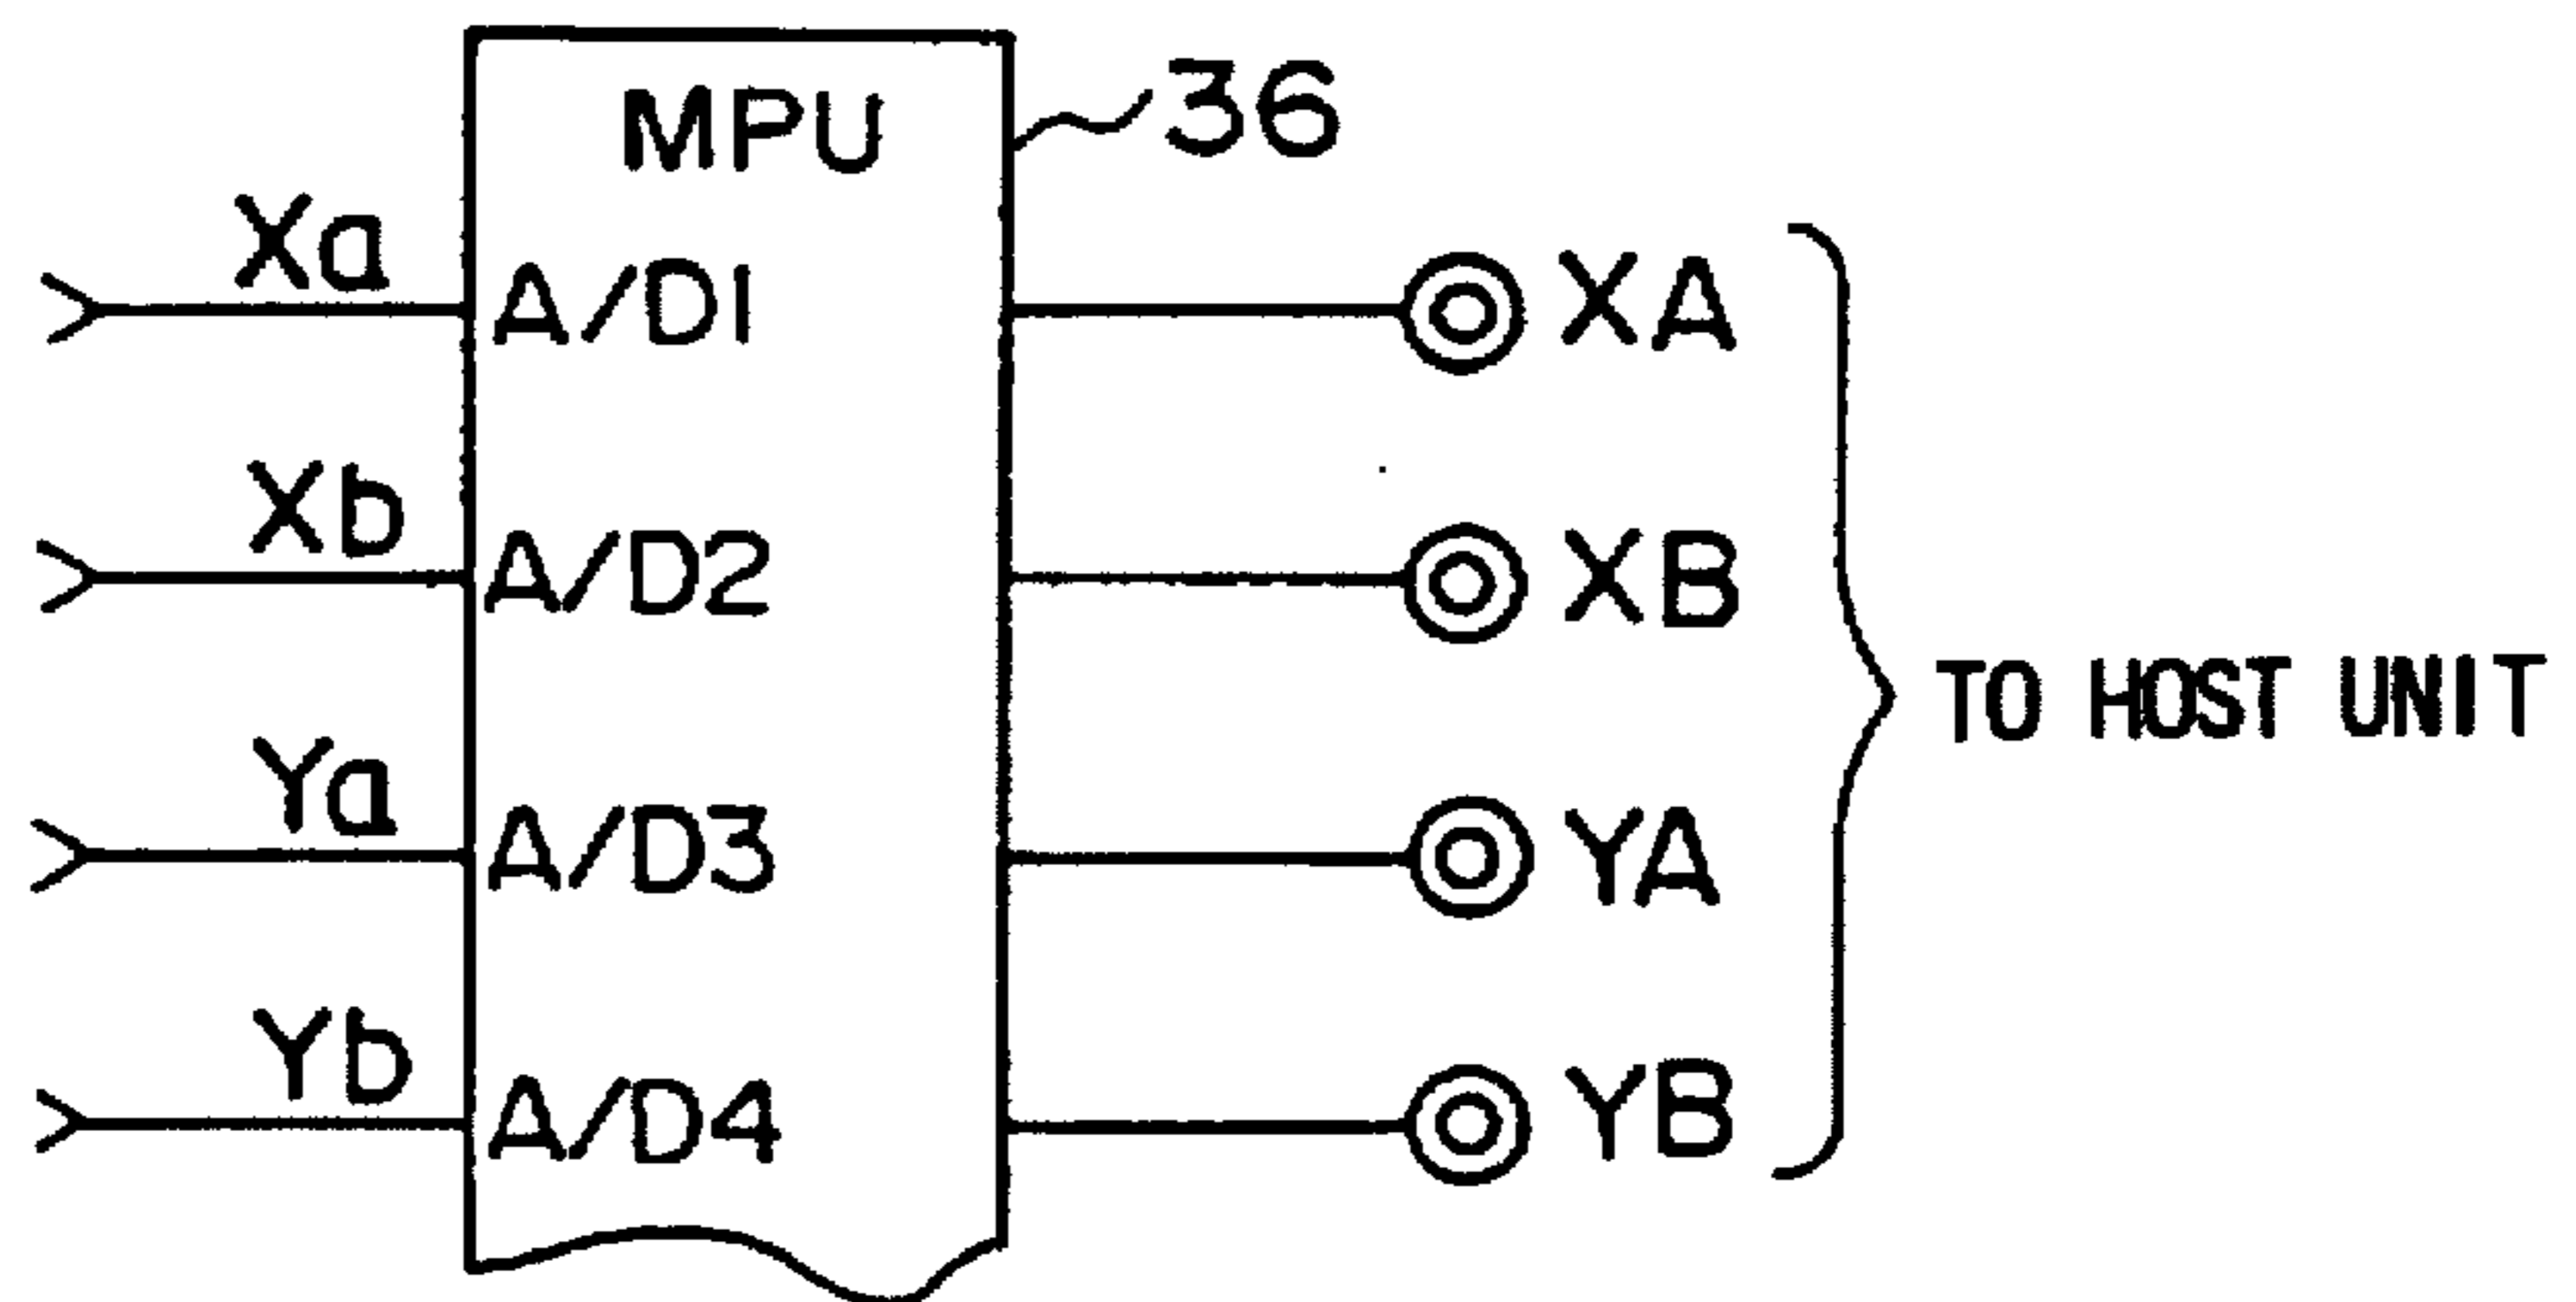 MPU
36
Xa
A/D1
XA
Xb
A/D2
XB
TO HOST UNIT
Ya
A/D3
YA
Yb
A/D4
YB